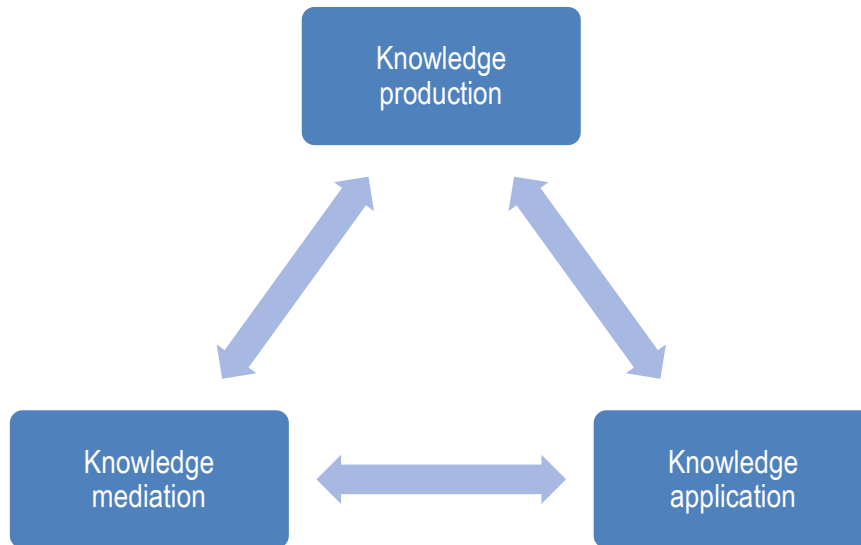 Knowledge
production
Knowledge
mediation
Knowledge
application